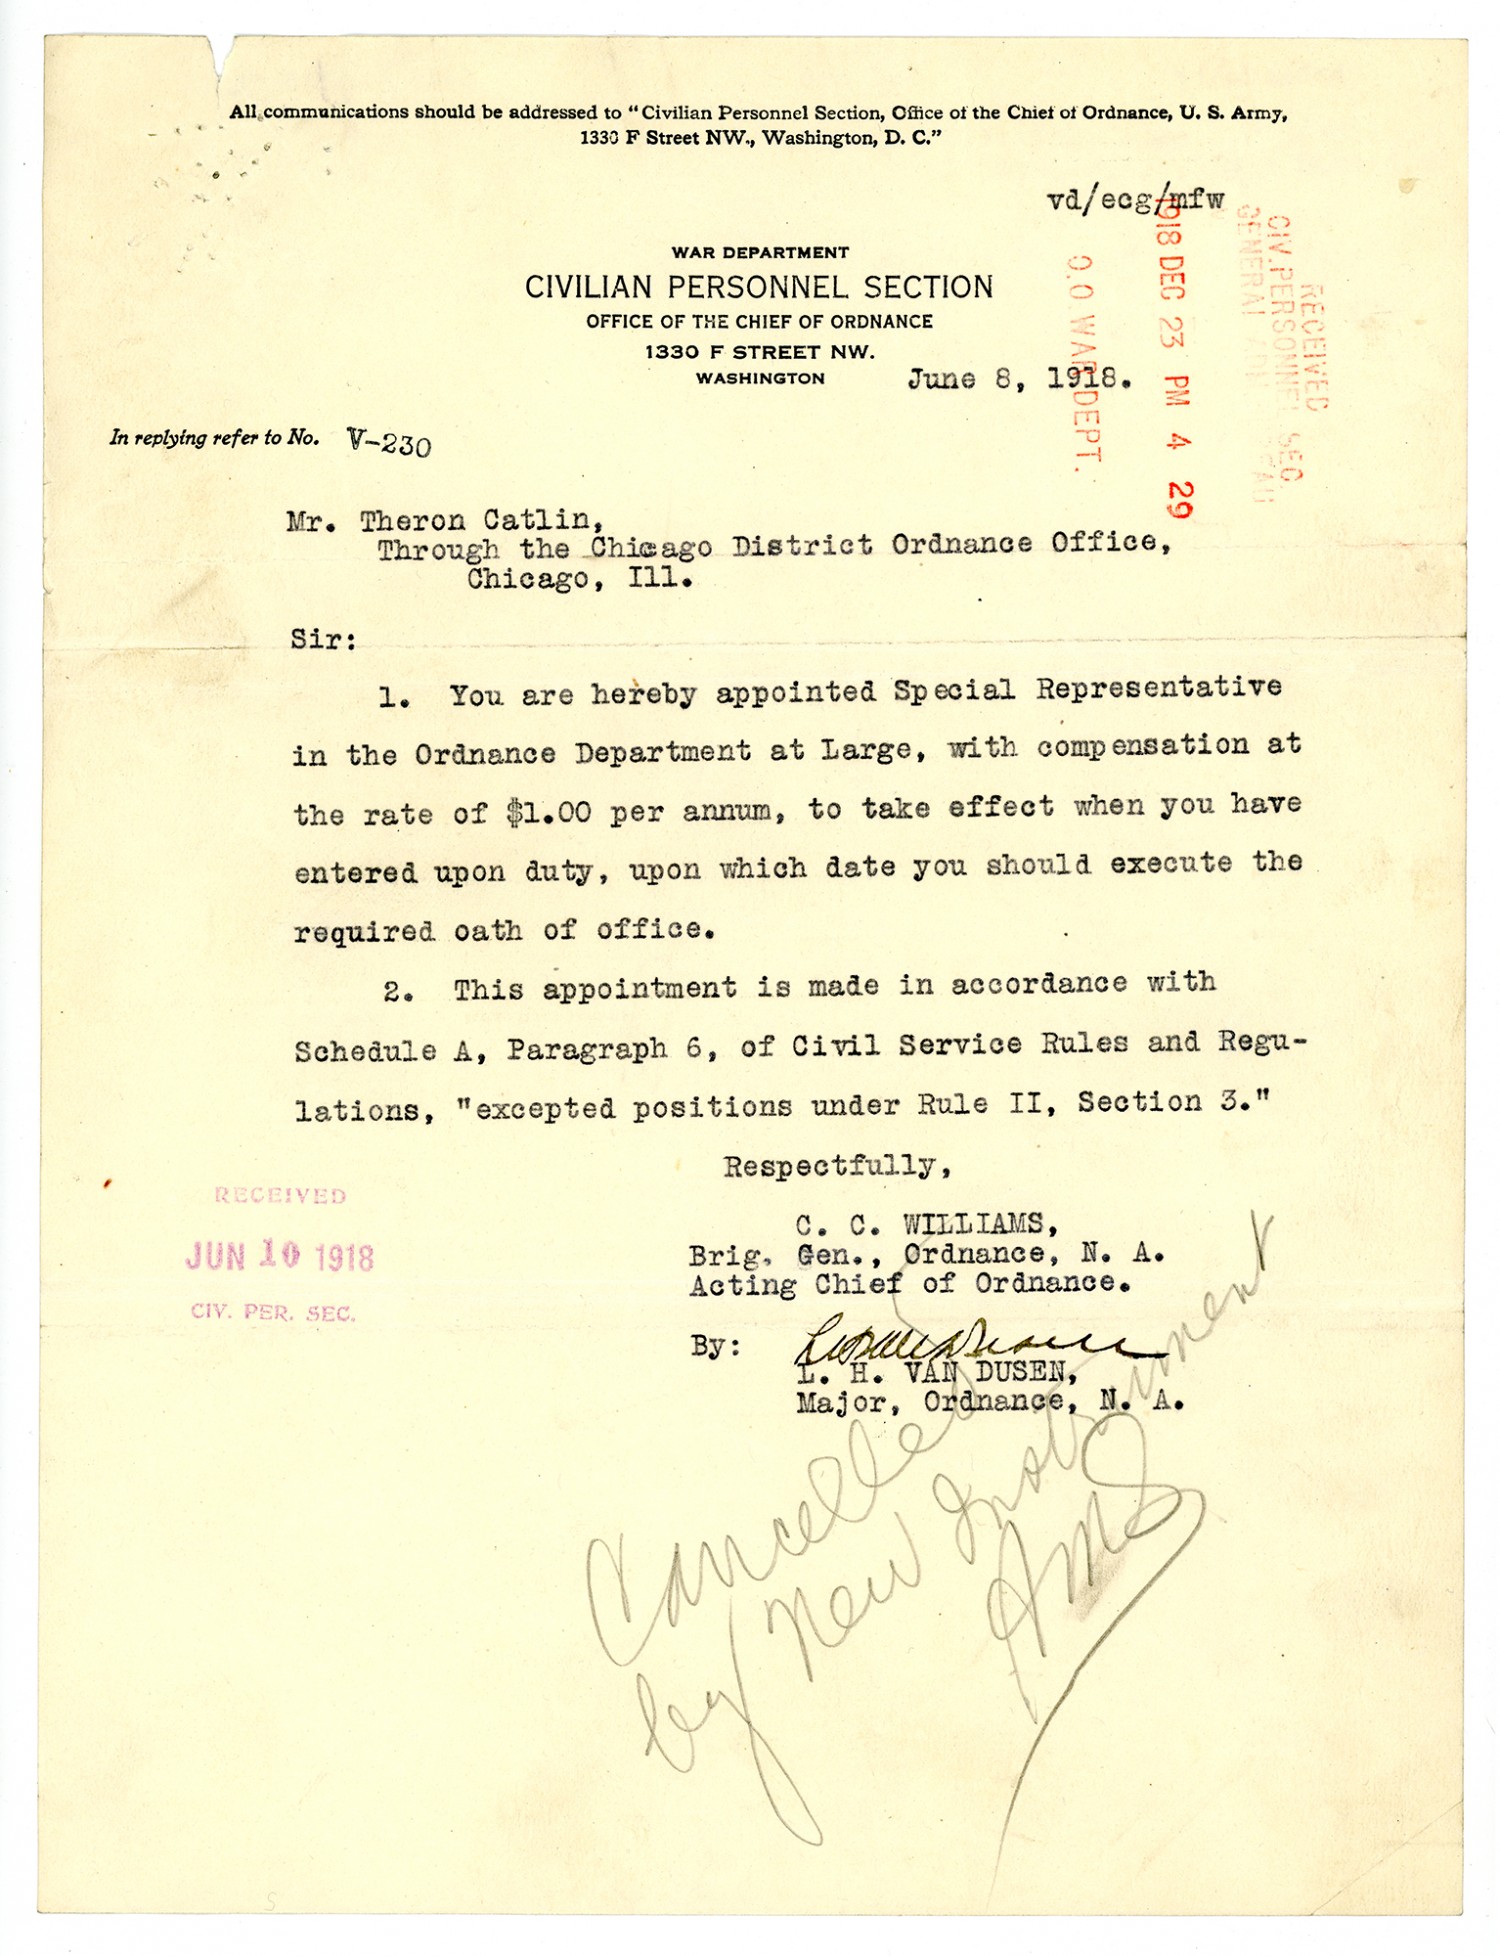 All communications should be addressed to "Civilian Personnel Section, Office of the Chief of Ordnance, U. S. Army,
1330 F Street NW., Washington, D. C."
vd/ecg/mfw
WAR DEPARTMENT
CIVILIAN PERSONNEL SECTION
OFFICE OF THE CHIEF OF ORDNANCE
1330 F STREET NW.
WASHINGTON
June 8, 1918.
RECEIVED
CIV. PERSONNEL SEC.
GENERAL
1918 DEC 23 PM 4 29
O.O WAR DEPT.
In replying refer to No. V-230
Mr. Theron Catlin,
Through the Chicago District Ordnance Office,
Chicago, Ill.
Sir:
1. You are hereby appointed Special Representative
in the Ordnance Department at Large, with compensation at
the rate of $1.00 per annum, to take effect when you have
entered upon duty, upon which date you should execute the
required oath of office.
2. This appointment is made in accordance with
Schedule A, Paragraph 6, of Civil Service Rules and Regu-
lations, "excepted positions under Rule II, Section 3."
Respectfully,
C. C. WILLIAMS,
Brig. Gen., Ordnance, N. A.
Acting Chief of Ordnance.
RECEIVED
JUN 10 1918
CIV. PER. SEC.
By: L H Van Dusen
L. H. VAN DUSEN,
Major, Ordnance, N. A.
Cancelled
by New Instrument